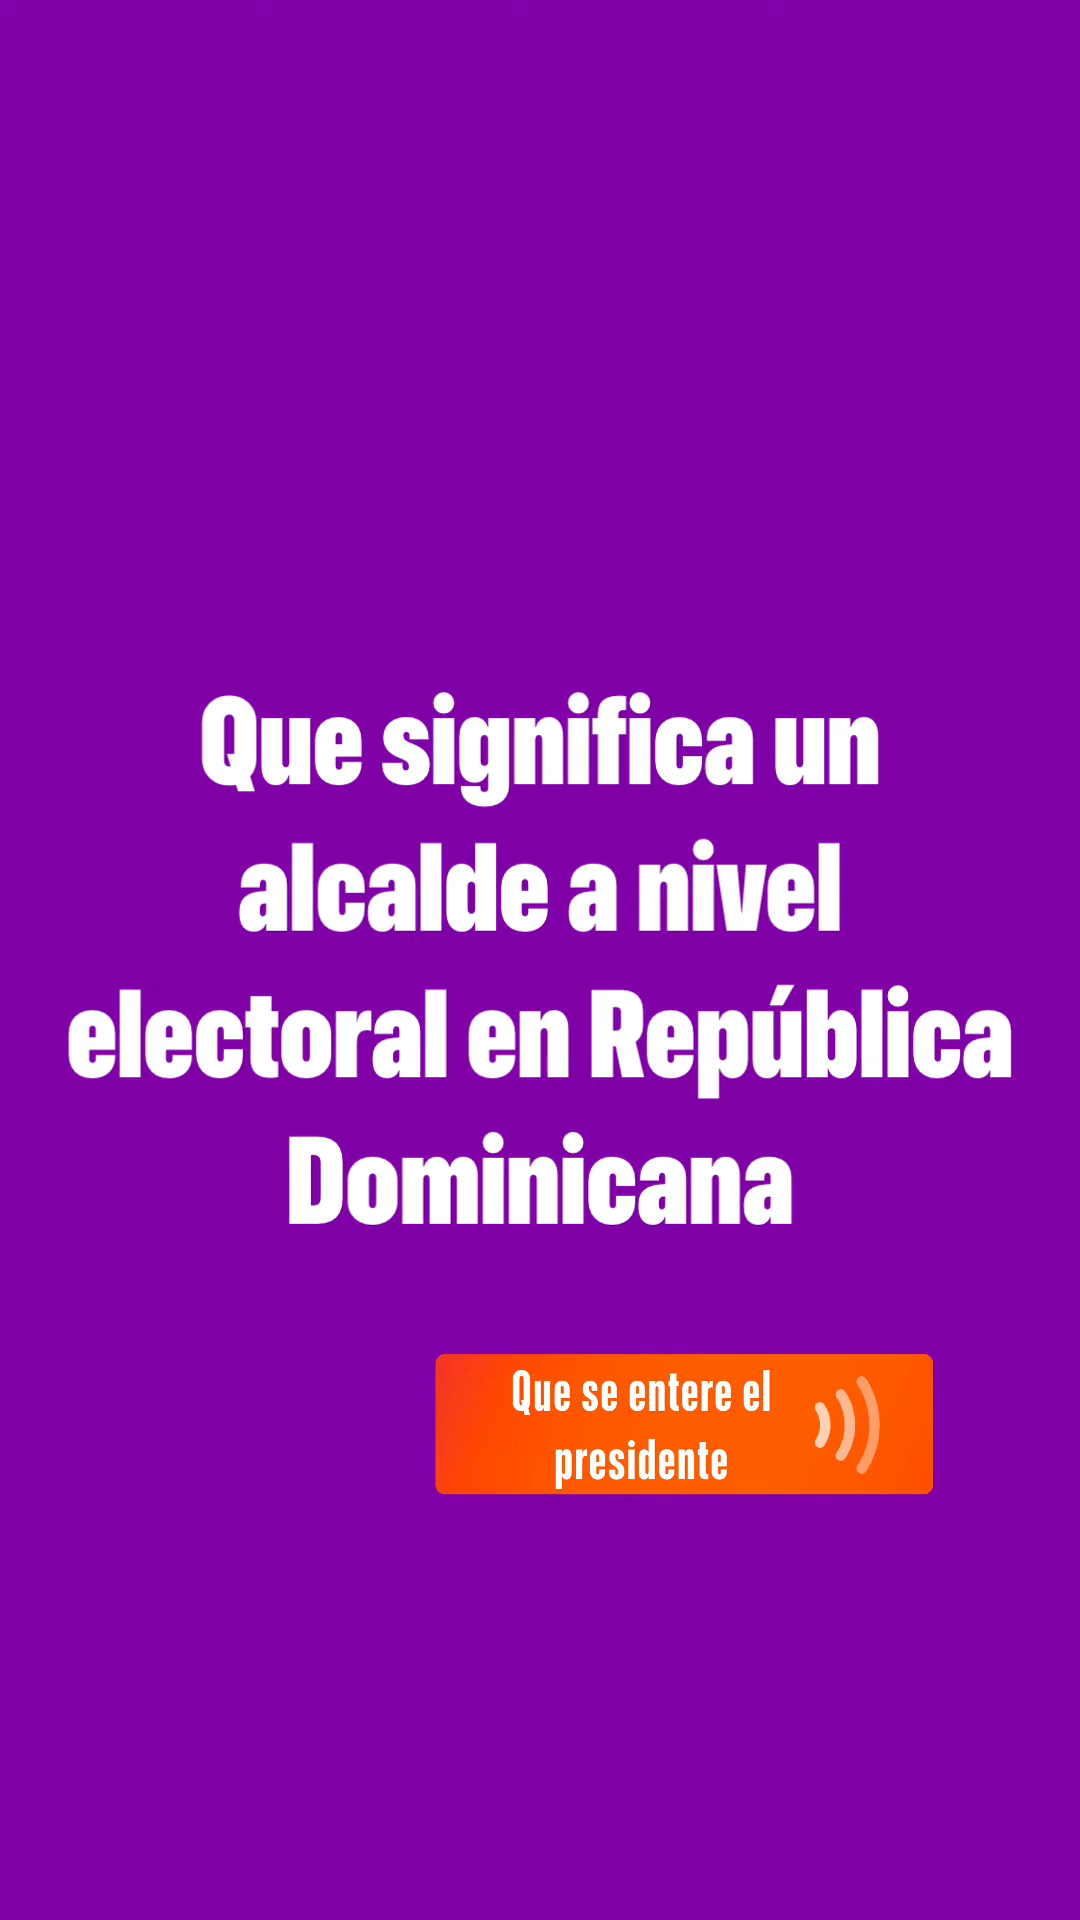 Que significa un
alcalde a nivel
electoral en República
Dominicana
Que se entere el
presidente